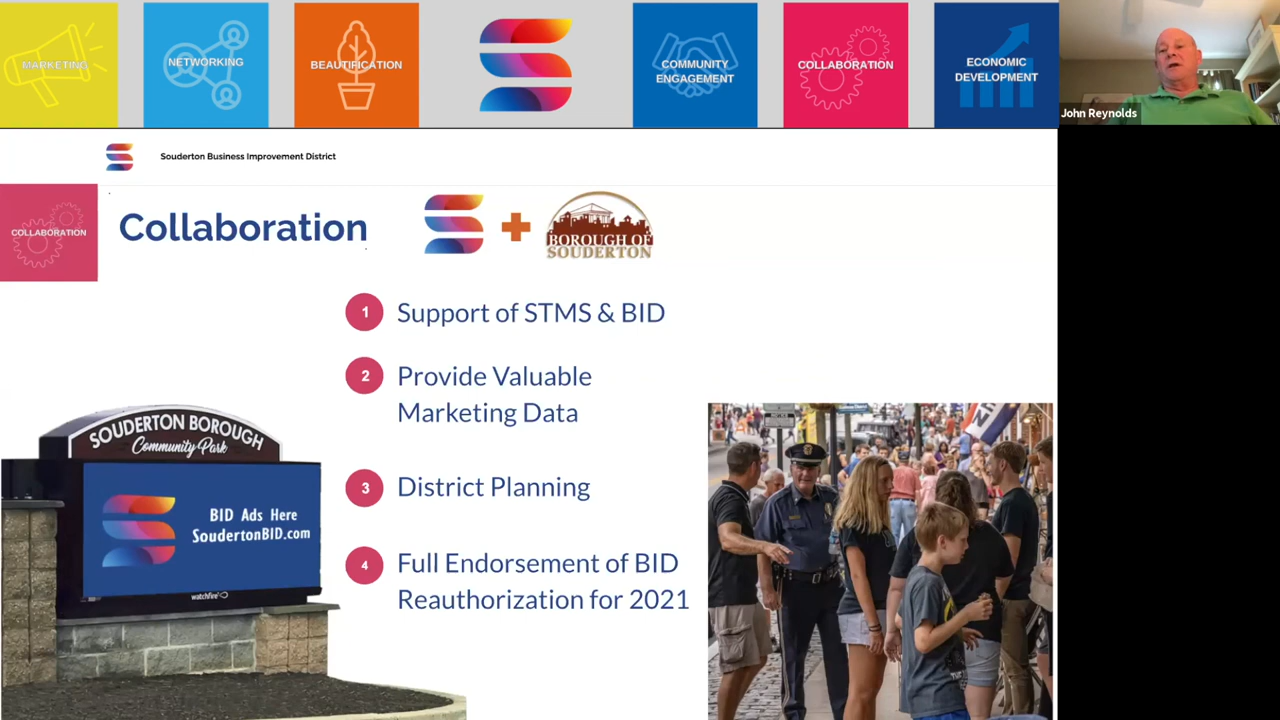 MARKETING
NETWORKING
BEAUTIFICATION
COMMUNITY
ENGAGEMENT
COLLABORATION
ECONOMIC
DEVELOPMENT
John Reynolds
Souderton Business Improvement District
COLLABORATION
Collaboration
+
BOROUGH OF
SOUDERTON
1 Support of STMS & BID
2 Provide Valuable
Marketing Data
3 District Planning
4 Full Endorsement of BID
Reauthorization for 2021
SOUDERTON BOROUGH
Community Park
BID Ads Here
SoudertonBID.com
watchfire